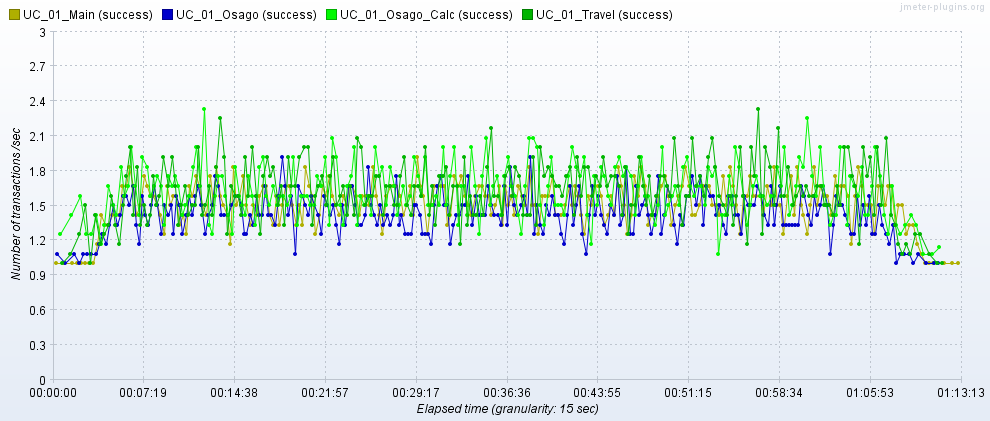 jmeter-plugins.org
UC_01_Main (success) UC_01_Osago (success) UC_01_Osago_Calc (success) UC_01_Travel (success)
Number of transactions /sec
3
2.7
2.4
2.1
1.8
1.5
1.2
0.9
0.6
0.3
0
00:00:00 00:07:19 00:14:38 00:21:57 00:29:17 00:36:36 00:43:55 00:51:15 00:58:34 01:05:53 01:13:13
Elapsed time (granularity: 15 sec)